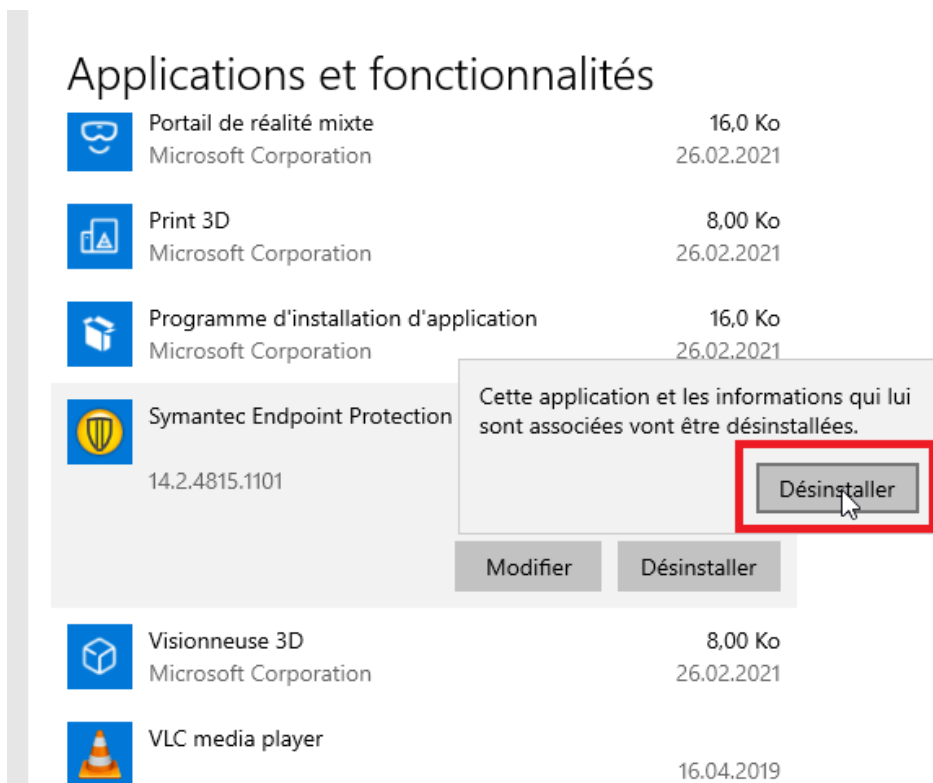 Applications et fonctionnalités
Portail de réalité mixte 16,0 Ko
Microsoft Corporation 26.02.2021
Print 3D 8,00 Ko
Microsoft Corporation 26.02.2021
Programme d'installation d'application 16,0 Ko
Microsoft Corporation 26.02.2021
Symantec Endpoint Protection
14.2.4815.1101
Cette application et les informations qui lui
sont associées vont être désinstallées.
Désinstaller
Modifier Désinstaller
Visionneuse 3D 8,00 Ko
Microsoft Corporation 26.02.2021
VLC media player
16.04.2019